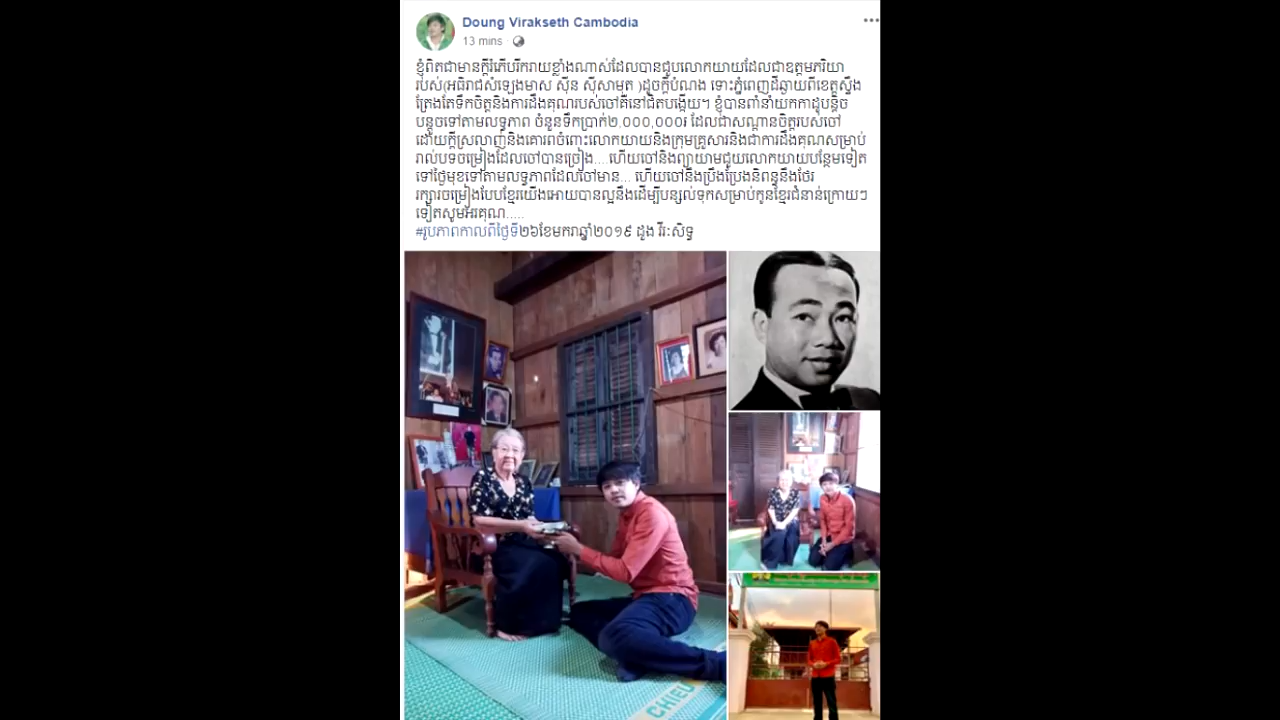 Doung Virakseth Cambodia
13 mins ·
ខ្ញុំពិតជាមានក្តីរំភើបរីករាយខ្លាំងណាស់ដែលបានជួបលោកយាយដែលជាឧត្តមភរិយា
របស់(អធិរាជសំឡេងមាស ស៊ីន ស៊ីសាមុត )ដូចក្តីបំណង ទោះភ្នំពេញដ៏ឆ្ងាយពីខេត្តស្ទឹង
ត្រែងតែទឹកចិត្តនិងការដឹងគុណរបស់ចៅគឺនៅជិតបង្កើយ។ ខ្ញុំបានពាំនាំយកកាដូបន្តិច
បន្តួចទៅតាមលទ្ធភាព ចំនួនទឹកប្រាក់២,០០០,០០០រ ដែលជាសណ្តានចិត្តរបស់ចៅ
ដោយក្តីស្រលាញ់និងគោរពចំពោះលោកយាយនិងក្រុមគ្រួសារនិងជាការដឹងគុណសម្រាប់
រាល់បទចម្រៀងដែលចៅបានច្រៀង....ហើយចៅនិងព្យាយាមជួយលោកយាយបន្ថែមទៀត
ទៅថ្ងៃមុខទៅតាមលទ្ធភាពដែលចៅមាន... ហើយចៅនឹងប្រឹងប្រែងនិពន្ធនឹងថែរ
រក្សារចម្រៀងបែបខ្មែរយើងអោយបានល្អនឹងដើម្បីបន្សល់ទុកសម្រាប់កូនខ្មែរជំនាន់ក្រោយៗ
ទៀតសូមអរគុណ.....
#រូបភាពកាលពីថ្ងៃទី២៦ខែមករាឆ្នាំ២០១៩ ដួង វីរៈសិទ្ធ
CHIEU